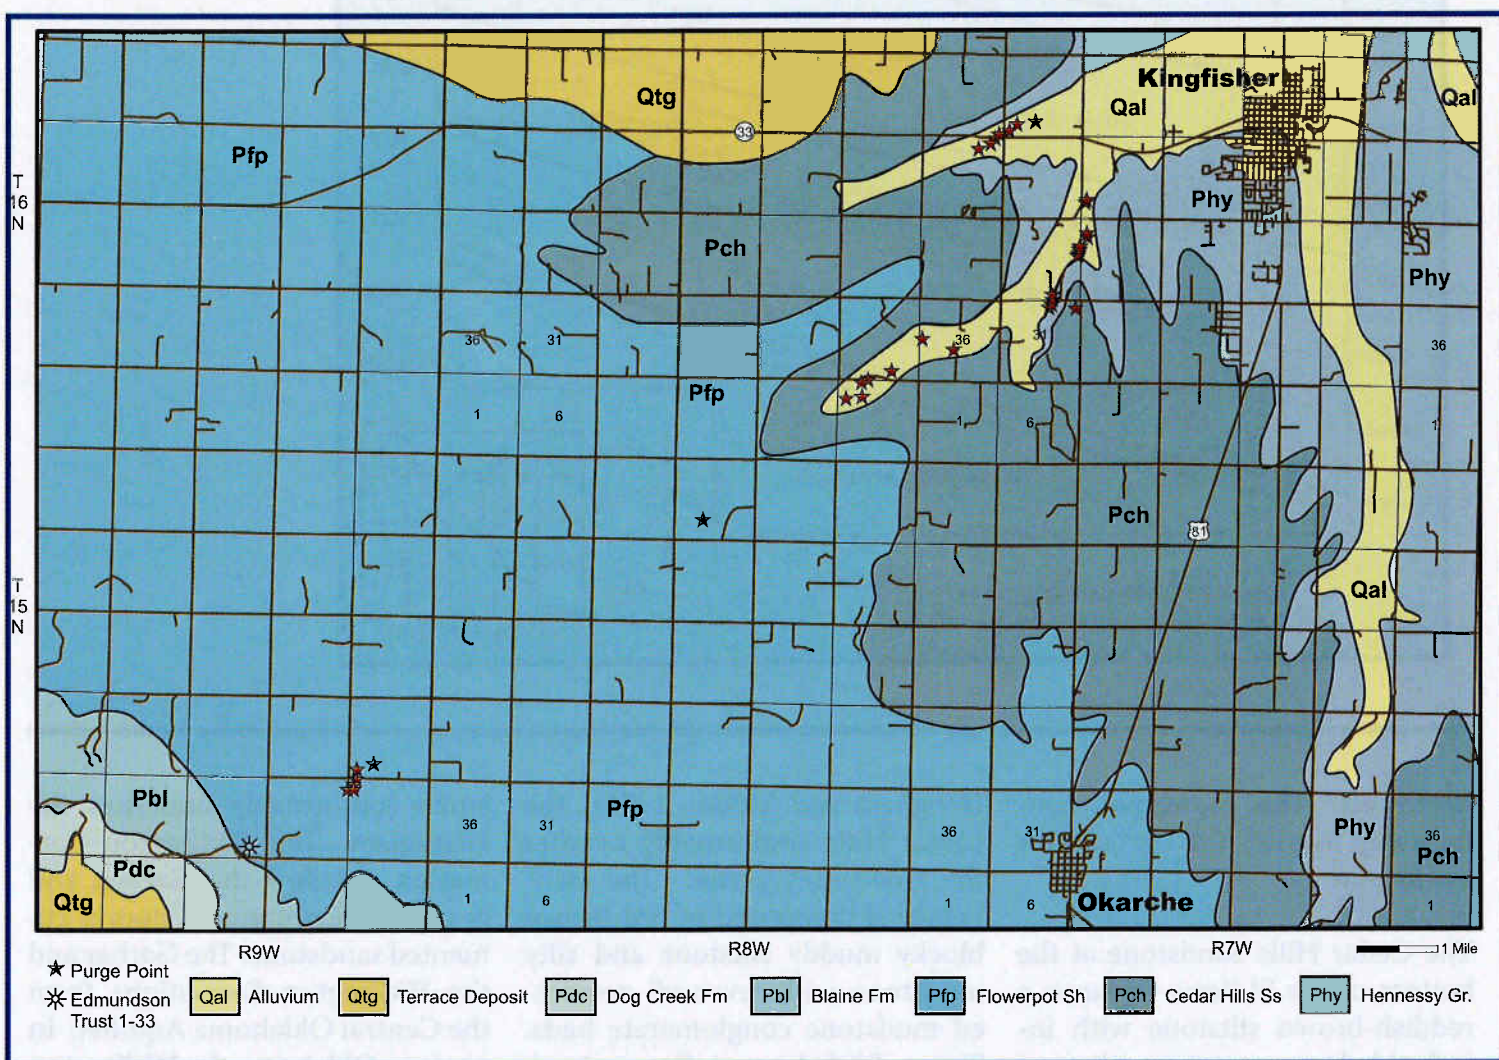 Kingfisher
Qtg
Qal
Qal
33
Pfp
T
16
N
Phy
Pch
Phy
36
31
36
31
36
Pfp
1
6
1
6
1
Pch
81
T
15
N
Qal
Pbl
Pfp
36
31
36
31
Phy
36
Pch
Pdc
Qtg
1
6
1
6
Okarche
1
R9W
R8W
R7W
1 Mile
Purge Point
Edmundson
Trust 1-33
Qal Alluvium
Qtg Terrace Deposit
Pdc Dog Creek Fm
Pbl Blaine Fm
Pfp Flowerpot Sh
Pch Cedar Hills Ss
Phy Hennessy Gr.